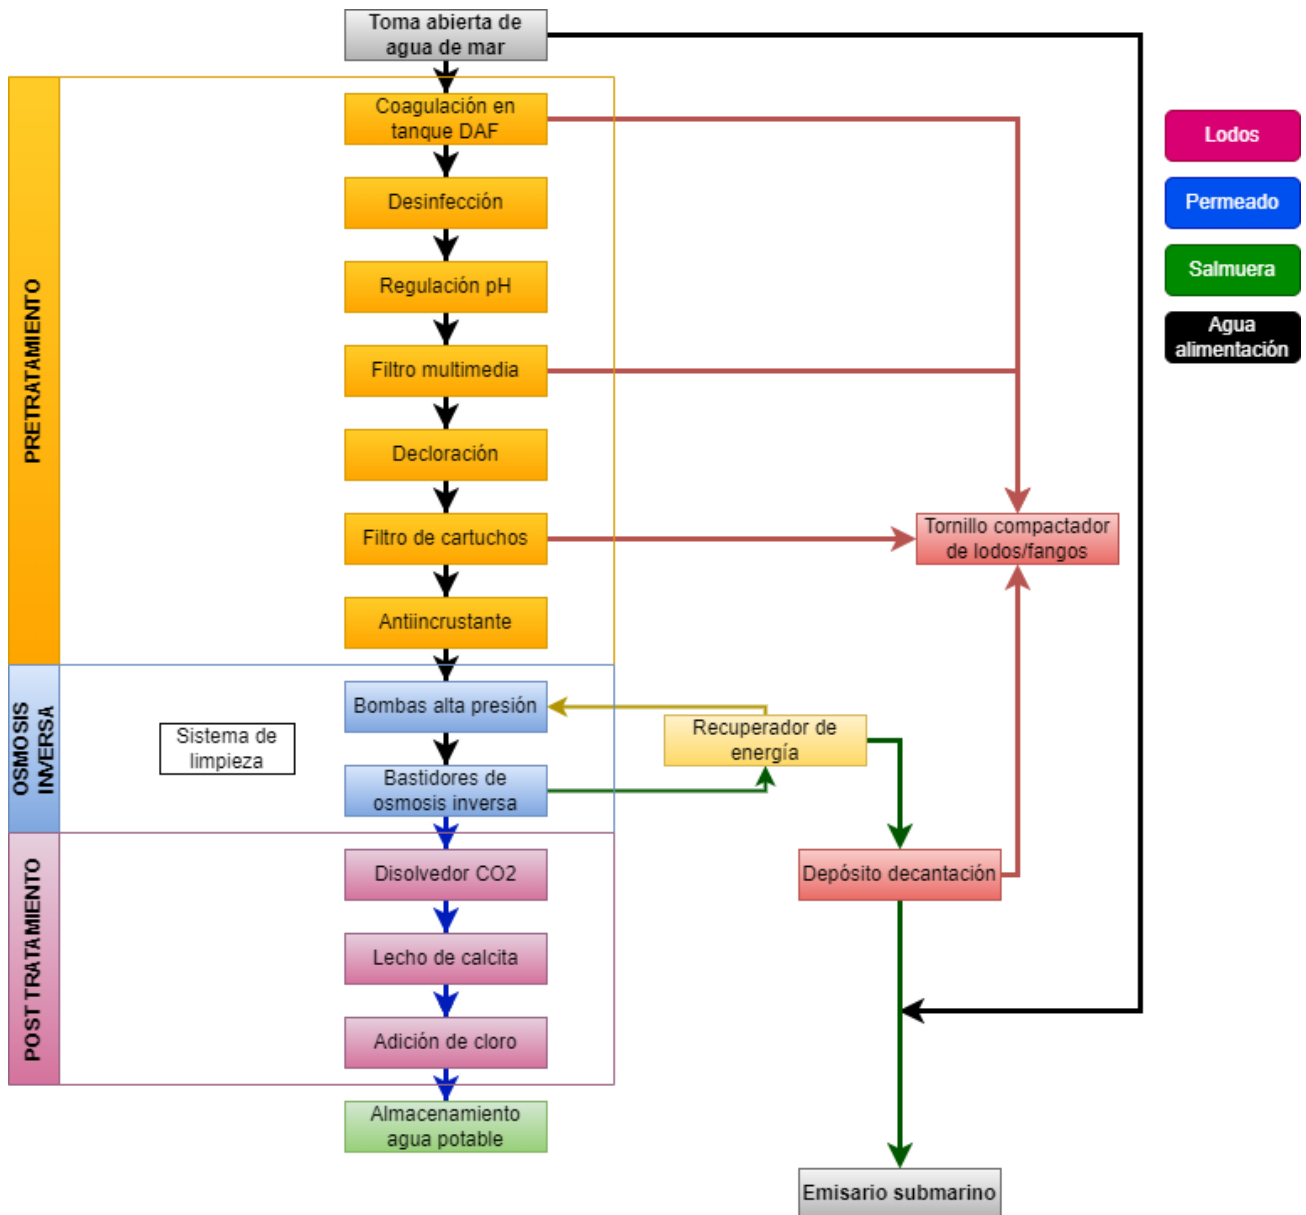 Toma abierta de
agua de mar
PRETRATAMIENTO
Coagulación en
tanque DAF
Desinfección
Regulación pH
Filtro multimedia
Decloración
Filtro de cartuchos
Antiincrustante
Lodos
Permeado
Salmuera
Agua
alimentación
Tornillo compactador
de lodos/fangos
OSMOSIS
INVERSA
Sistema de
limpieza
Bombas alta presión
Bastidores de
osmosis inversa
Recuperador de
energía
POST TRATAMIENTO
Disolvedor CO2
Lecho de calcita
Adición de cloro
Depósito decantación
Almacenamiento
agua potable
Emisario submarino